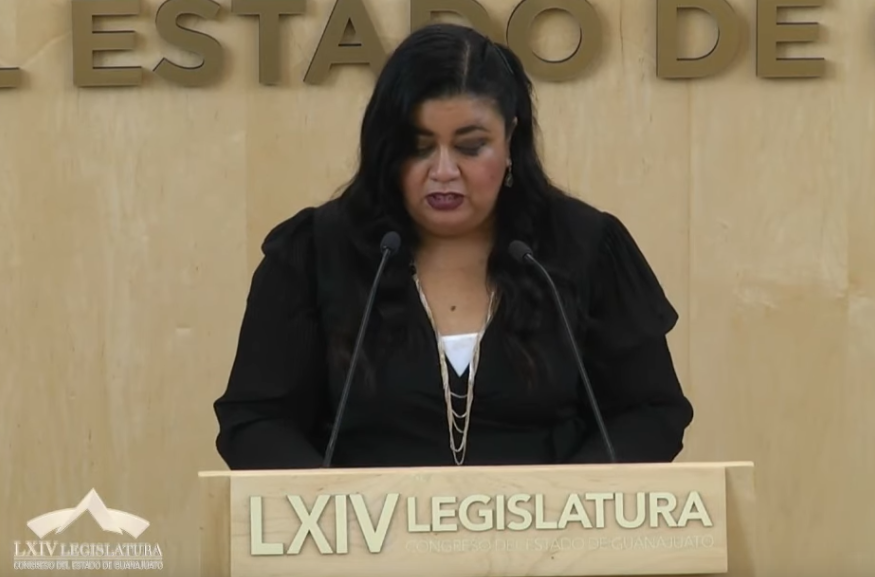 ESTADO DE
LXIV LEGISLATURA
CONGRESO DEL ESTADO DE GUANAJUATO
LXIV LEGISLATURA
CONGRESO DEL ESTADO DE GUANAJUATO